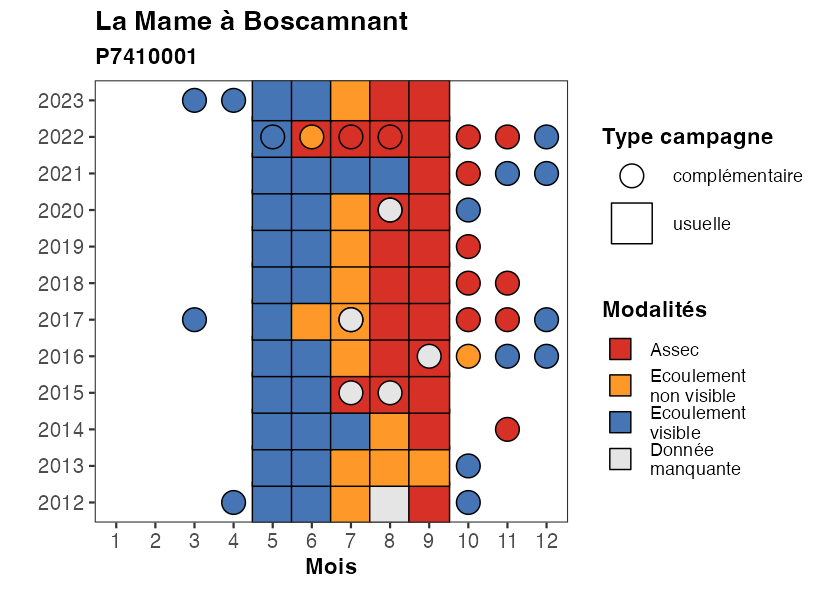 La Mame à Boscamnant
P7410001
2023
2022
2021
2020
2019
2018
2017
2016
2015
2014
2013
2012
1 2 3 4 5 6 7 8 9 10 11 12
Mois
Type campagne
complémentaire
usuelle
Modalités
Assec
Ecoulement
non visible
Ecoulement
visible
Donnée
manquante